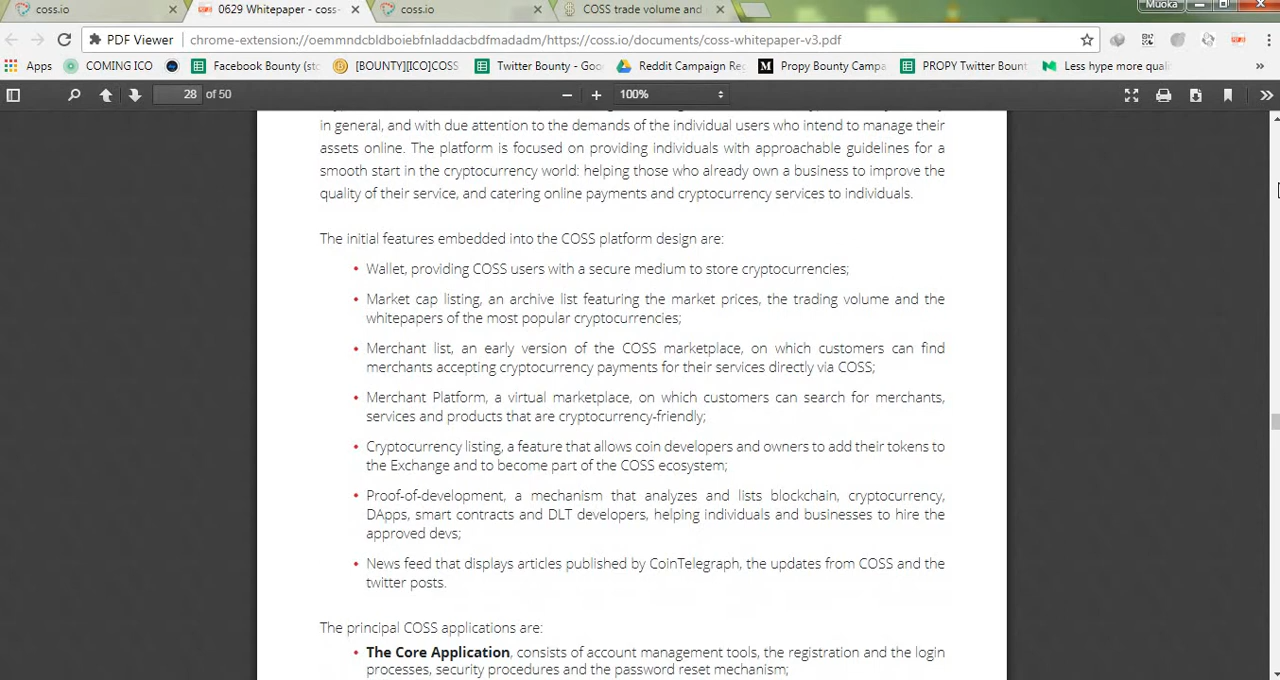 coss.io
0629 Whitepaper - coss-
coss.io
COSS trade volume and
Muoka
PDF Viewer
chrome-extension://oemmndcbldboiebfnladdacbdfmadadm/https://coss.io/documents/coss-whitepaper-v3.pdf
Apps
COMING ICO
Facebook Bounty (sto
[BOUNTY][ICO]COSS
Twitter Bounty - Goo
Reddit Campaign Reg
Propy Bounty Campa
PROPY Twitter Bount
Less hype more quali
»
28 of 50
100%
in general, and with due attention to the demands of the individual users who intend to manage their
assets online. The platform is focused on providing individuals with approachable guidelines for a
smooth start in the cryptocurrency world: helping those who already own a business to improve the
quality of their service, and catering online payments and cryptocurrency services to individuals.
The initial features embedded into the COSS platform design are:
• Wallet, providing COSS users with a secure medium to store cryptocurrencies;
• Market cap listing, an archive list featuring the market prices, the trading volume and the
whitepapers of the most popular cryptocurrencies;
• Merchant list, an early version of the COSS marketplace, on which customers can find
merchants accepting cryptocurrency payments for their services directly via COSS;
• Merchant Platform, a virtual marketplace, on which customers can search for merchants,
services and products that are cryptocurrency-friendly;
• Cryptocurrency listing, a feature that allows coin developers and owners to add their tokens to
the Exchange and to become part of the COSS ecosystem;
• Proof-of-development, a mechanism that analyzes and lists blockchain, cryptocurrency,
DApps, smart contracts and DLT developers, helping individuals and businesses to hire the
approved devs;
• News feed that displays articles published by CoinTelegraph, the updates from COSS and the
twitter posts.
The principal COSS applications are:
• The Core Application, consists of account management tools, the registration and the login
processes, security procedures and the password reset mechanism;